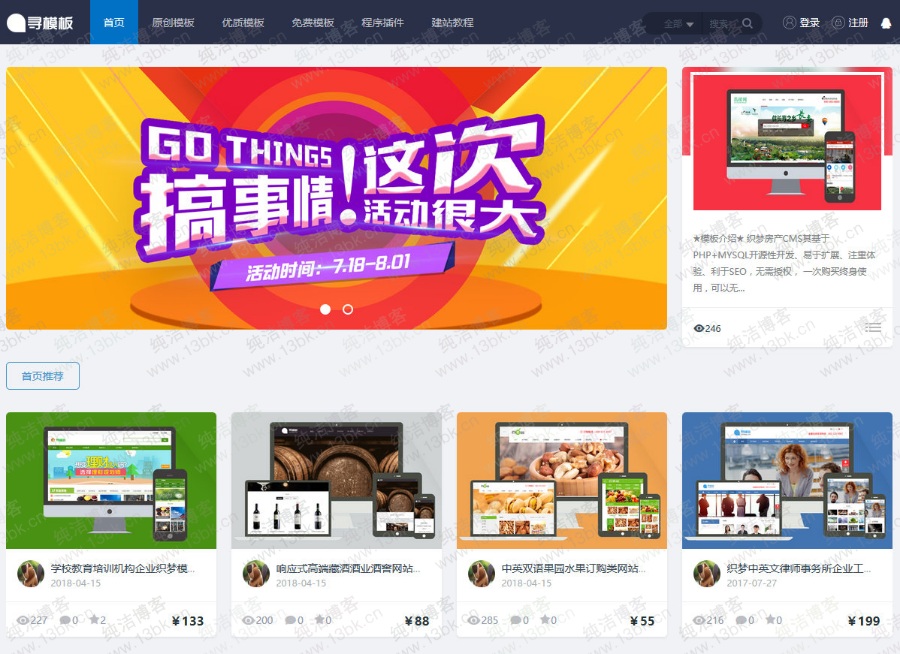 寻模板
首页
原创模板
优质模板
免费模板
程序插件
建站教程
全部
搜索
登录
注册
GO THINGS
搞事情!
这次
活动很大
活动时间：7.18-8.01
★模板介绍★ 织梦房产CMS其基于
PHP+MYSQL开源性开发、易于扩展、注重体
验、利于SEO，无需授权， 一次购买终身使
用，可以无...
246
首页推荐
学校教育培训机构企业织梦模...
2018-04-15
227
0
2
¥133
响应式高端藏酒酒业酒窖网站...
2018-04-15
200
0
0
¥88
中英双语果园水果订购类网站...
2018-04-15
285
0
0
¥55
织梦中英文律师事务所企业工...
2017-07-27
216
0
0
¥199
纯洁博客
www.13bk.cn